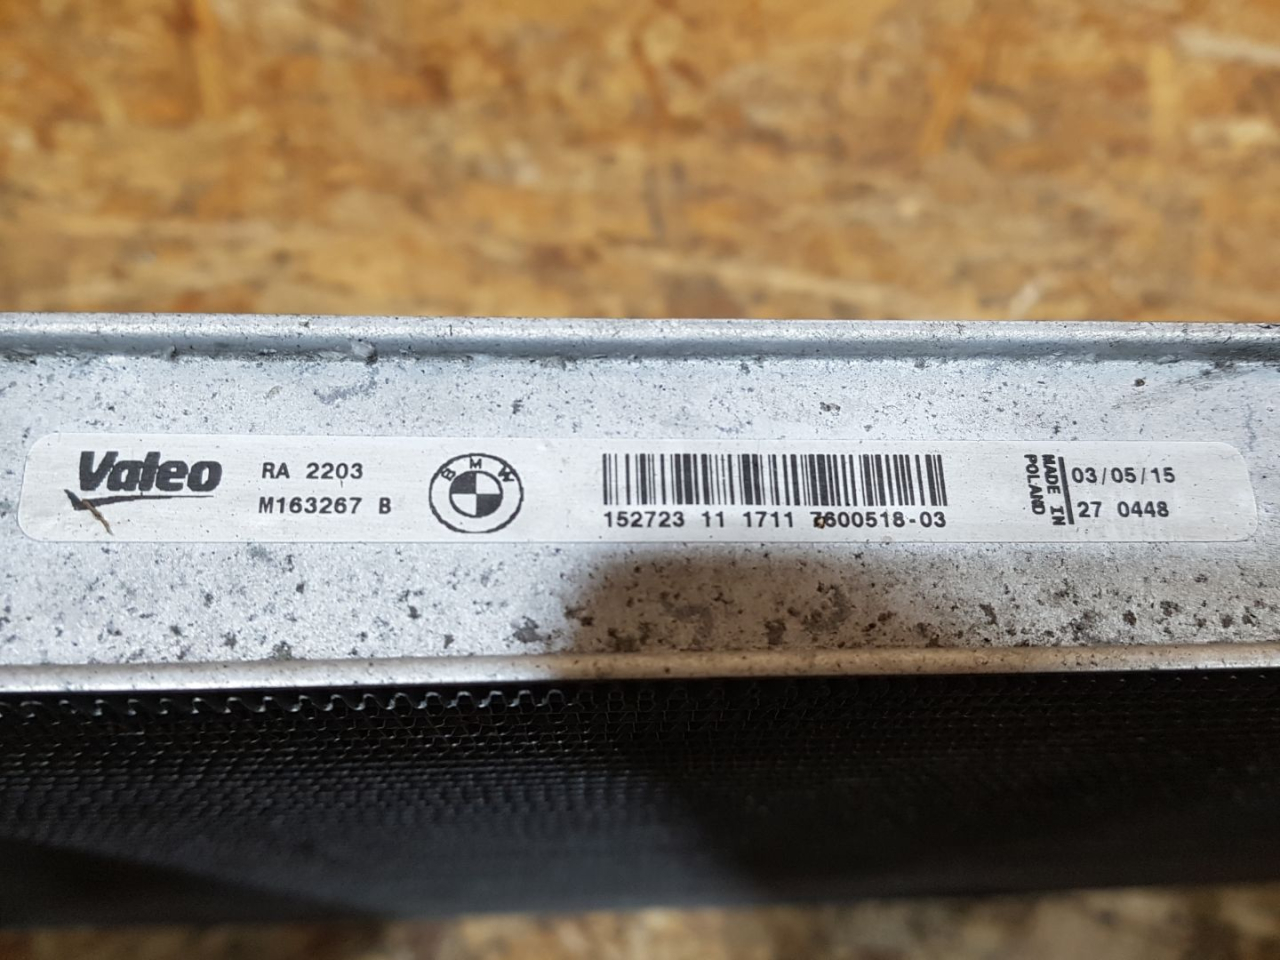 Valeo
RA 2203
M163267 B
BMW
152723 11 1711 7600518-03
MADE IN
POLAND
03/05/15
27 0448